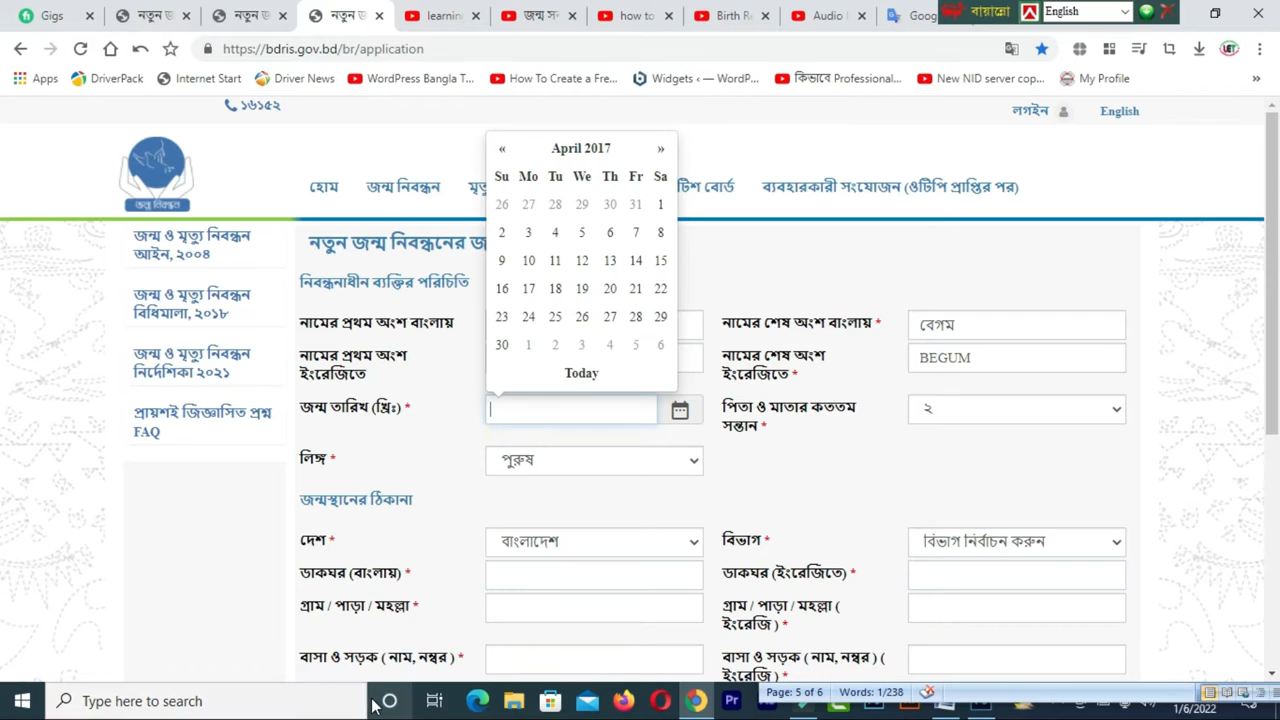 নতুন জ
নতুন জ
নতুন জ
learning
জন্ম স
how to
Birth Re
Audio I
Goog
বায়ান্নো
English
https://bdris.gov.bd/br/application
Apps
DriverPack
Internet Start
Driver News
WordPress Bangla T...
How To Create a Fre...
Widgets ‹ — WordP...
কিভাবে Professional...
New NID server cop...
My Profile
»
Gigs
১৬১৫২
লগইন
English
জন্ম নিবন্ধন
হোম
জন্ম নিবন্ধন
মৃত্
টিশ বোর্ড
ব্যবহারকারী সংযোজন (ওটিপি প্রাপ্তির পর)
« April 2017 »
Su Mo Tu We Th Fr Sa
26 27 28 29 30 31 1
2 3 4 5 6 7 8
9 10 11 12 13 14 15
16 17 18 19 20 21 22
23 24 25 26 27 28 29
30 1 2 3 4 5 6
Today
জন্ম ও মৃত্যু নিবন্ধন
আইন, ২০০৪
জন্ম ও মৃত্যু নিবন্ধন
বিধিমালা, ২০১৮
জন্ম ও মৃত্যু নিবন্ধন
নির্দেশিকা ২০২১
প্রায়শই জিজ্ঞাসিত প্রশ্ন
FAQ
নতুন জন্ম নিবন্ধনের জ
নিবন্ধনাধীন ব্যক্তির পরিচিতি
নামের প্রথম অংশ বাংলায়
নামের শেষ অংশ বাংলায় *
বেগম
নামের প্রথম অংশ
ইংরেজিতে
নামের শেষ অংশ
ইংরেজিতে *
BEGUM
জন্ম তারিখ (খ্রিঃ) *
পিতা ও মাতার কততম
সন্তান *
২
লিঙ্গ *
পুরুষ
জন্মস্থানের ঠিকানা
দেশ *
বাংলাদেশ
বিভাগ *
বিভাগ নির্বাচন করুন
ডাকঘর (বাংলায়) *
ডাকঘর (ইংরেজিতে) *
গ্রাম / পাড়া / মহল্লা *
গ্রাম / পাড়া / মহল্লা (
ইংরেজি ) *
বাসা ও সড়ক ( নাম, নম্বর ) *
বাসা ও সড়ক ( নাম, নম্বর ) (
ইংরেজি ) *
Type here to search
Pr
Page: 5 of 6
Words: 1/238
1/6/2022